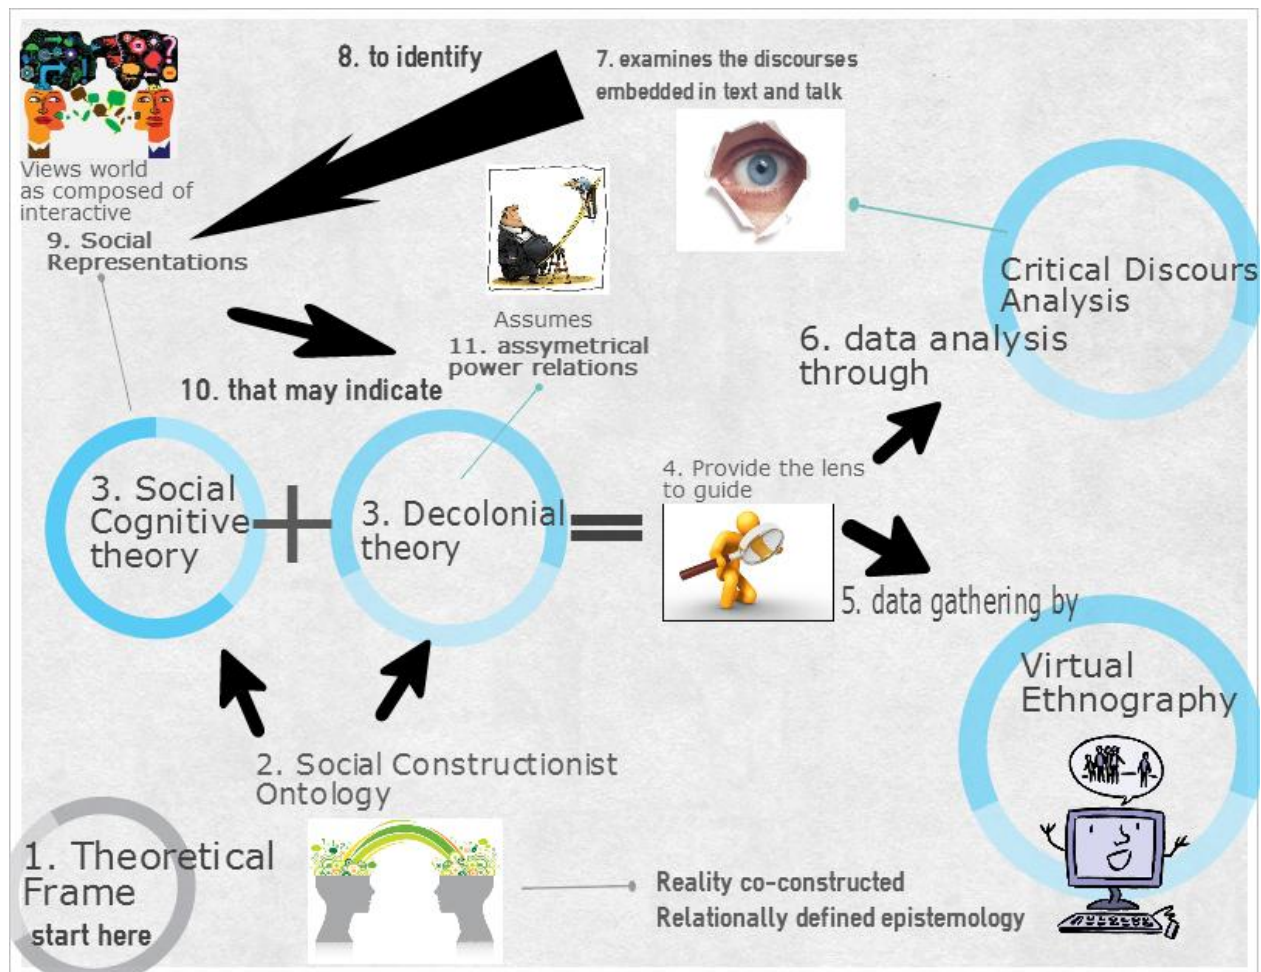 8. to identify
7. examines the discourses
embedded in text and talk
Views world
as composed of
interactive
9. Social
Representations
Critical Discours
Analysis
Assumes
11. assymetrical
power relations
6. data analysis
through
10. that may indicate
4. Provide the lens
to guide
3. Social
Cognitive
theory
3. Decolonial
theory
5. data gathering by
Virtual
Ethnography
2. Social Constructionist
Ontology
1. Theoretical
Frame
start here
Reality co-constructed
Relationally defined epistemology